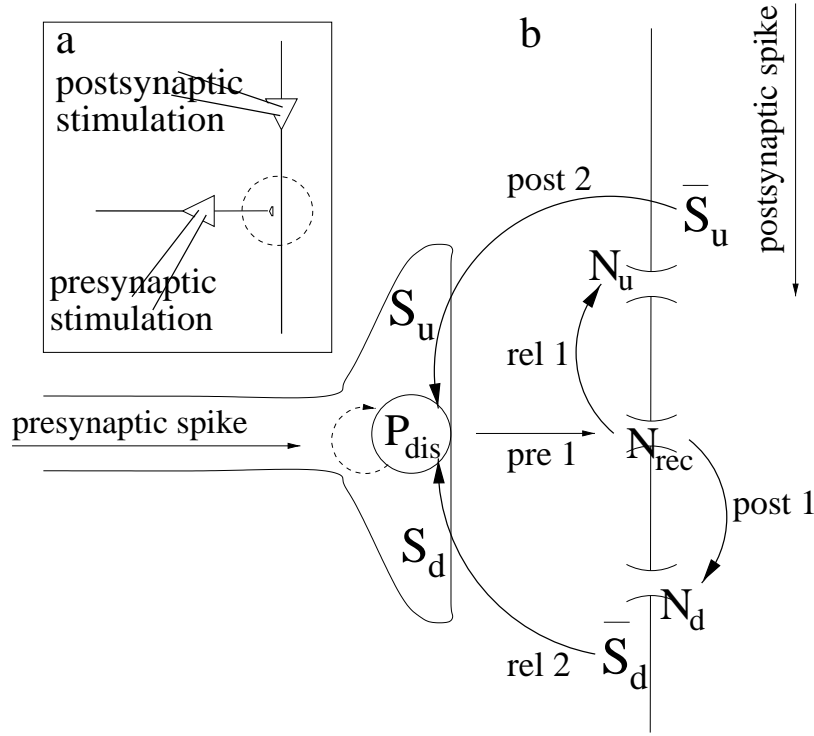 a
postsynaptic
stimulation
presynaptic
stimulation
b
postsynaptic spike
post 2
S̅u
Nu
Su
rel 1
presynaptic spike
Pdis
pre 1
Nrec
post 1
Sd
Nd
rel 2
S̅d